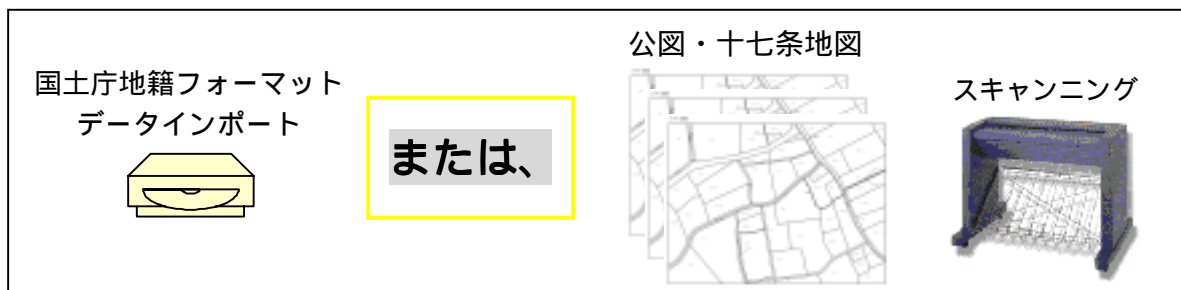 国土庁地籍フォーマット
データインポート
または、
公図・十七条地図
スキャンニング